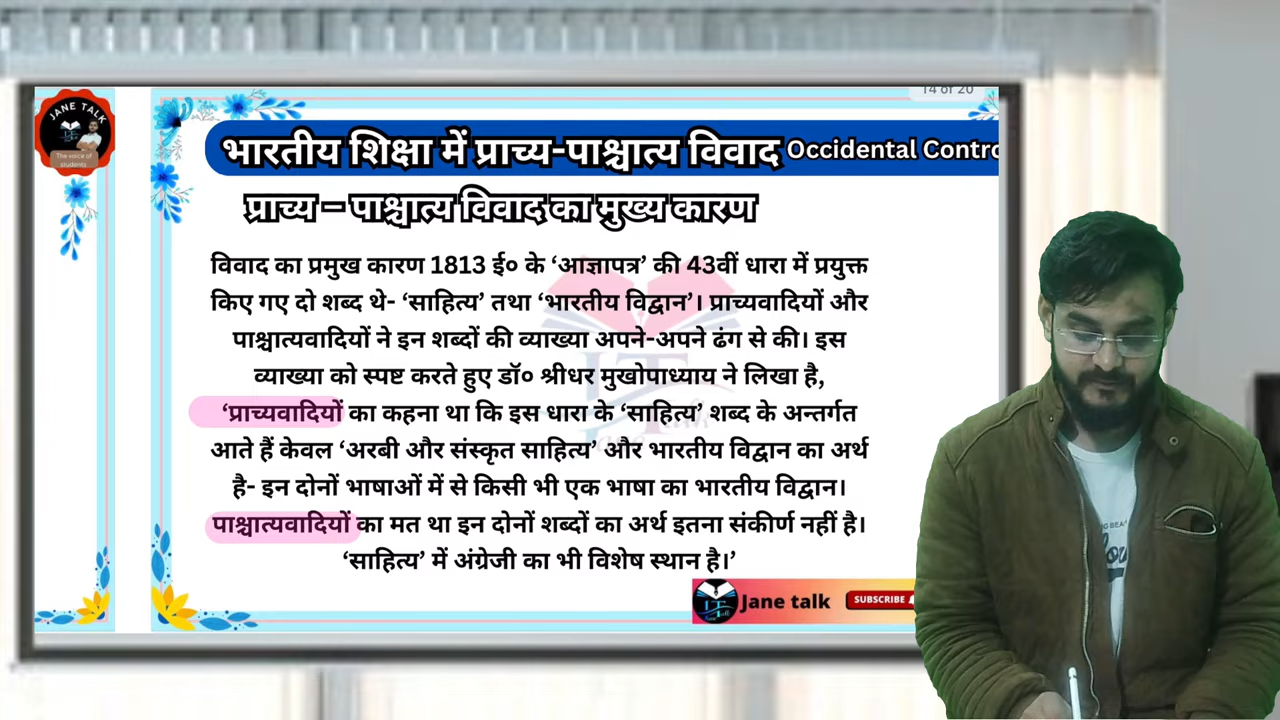 14 of 20
JANE TALK
The voice of
students
भारतीय शिक्षा में प्राच्य-पाश्चात्य विवाद Occidental Contro
प्राच्य – पाश्चात्य विवाद का मुख्य कारण
विवाद का प्रमुख कारण 1813 ई० के ‘आज्ञापत्र’ की 43वीं धारा में प्रयुक्त
किए गए दो शब्द थे- ‘साहित्य’ तथा ‘भारतीय विद्वान’। प्राच्यवादियों और
पाश्चात्यवादियों ने इन शब्दों की व्याख्या अपने-अपने ढंग से की। इस
व्याख्या को स्पष्ट करते हुए डॉ० श्रीधर मुखोपाध्याय ने लिखा है,
‘प्राच्यवादियों का कहना था कि इस धारा के ‘साहित्य’ शब्द के अन्तर्गत
आते हैं केवल ‘अरबी और संस्कृत साहित्य’ और भारतीय विद्वान का अर्थ
है- इन दोनों भाषाओं में से किसी भी एक भाषा का भारतीय विद्वान।
पाश्चात्यवादियों का मत था इन दोनों शब्दों का अर्थ इतना संकीर्ण नहीं है।
‘साहित्य’ में अंग्रेजी का भी विशेष स्थान है।’
Jane talk
SUBSCRIBE